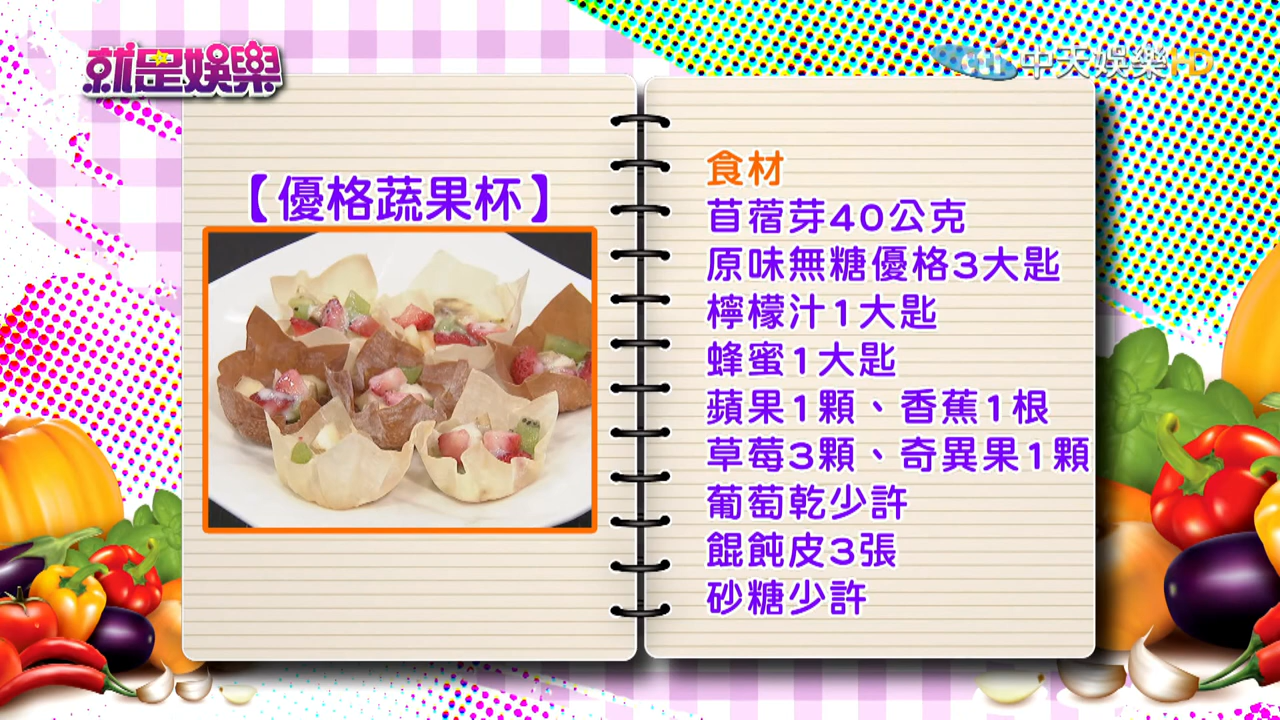 就是娛樂
cti 中天娛樂HD
【優格蔬果杯】
食材
苜蓿芽40公克
原味無糖優格3大匙
檸檬汁1大匙
蜂蜜1大匙
蘋果1顆、香蕉1根
草莓3顆、奇異果1顆
葡萄乾少許
餛飩皮3張
砂糖少許